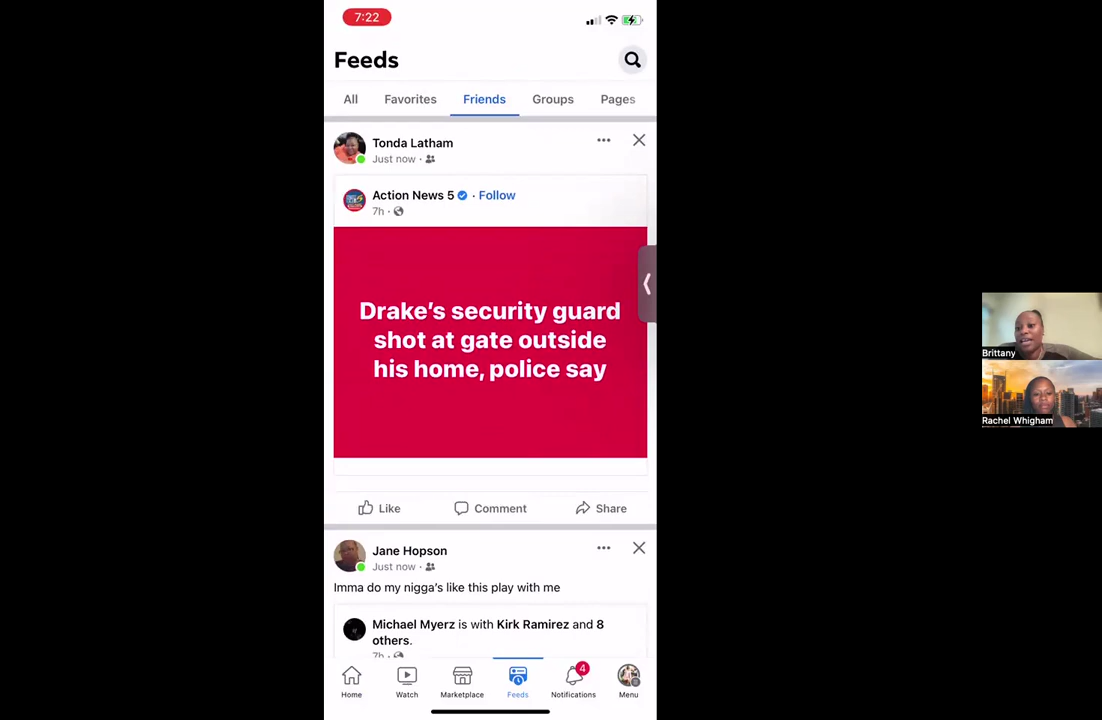 7:22
Feeds
All Favorites Friends Groups Pages
Tonda Latham
Just now ·
Action News 5 · Follow
7h ·
Drake's security guard
shot at gate outside
his home, police say
Like Comment Share
Jane Hopson
Just now ·
Imma do my nigga's like this play with me
Michael Myerz is with Kirk Ramirez and 8
others.
7h ·
4
Home Watch Marketplace Feeds Notifications Menu
Brittany
Rachel Whigham